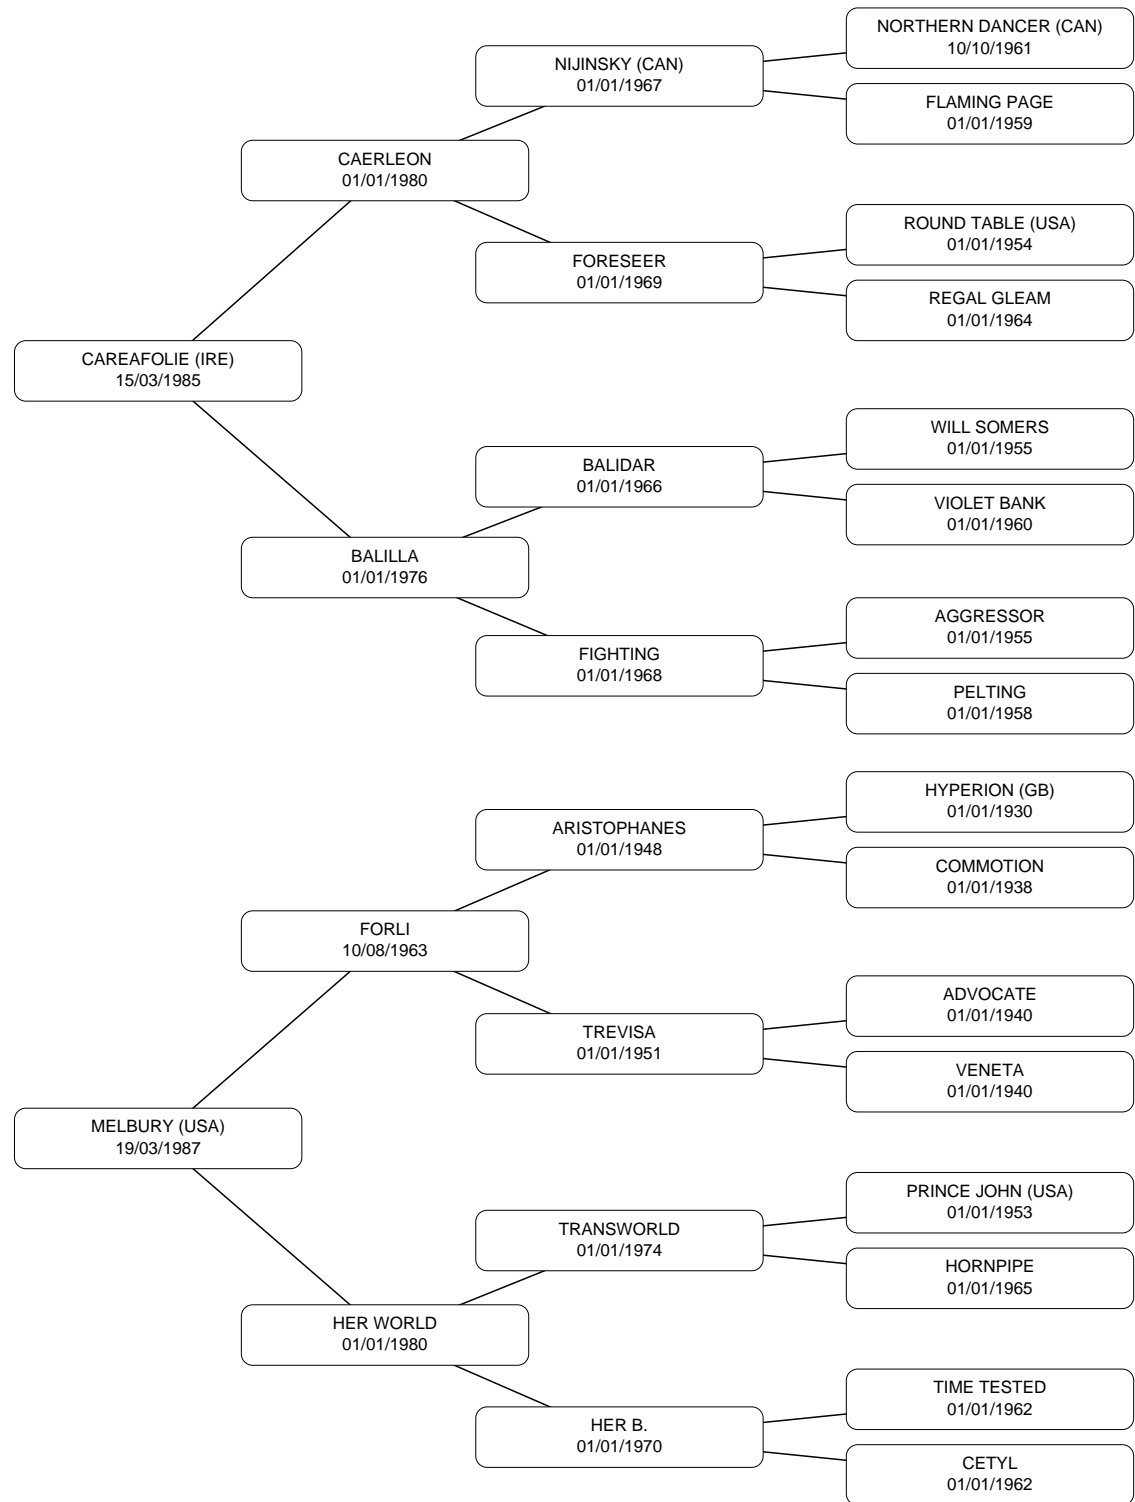 NORTHERN DANCER (CAN)
10/10/1961
NIJINSKY (CAN)
01/01/1967
FLAMING PAGE
01/01/1959
CAERLEON
01/01/1980
ROUND TABLE (USA)
01/01/1954
FORESEER
01/01/1969
REGAL GLEAM
01/01/1964
CAREAFOLIE (IRE)
15/03/1985
WILL SOMERS
01/01/1955
BALIDAR
01/01/1966
VIOLET BANK
01/01/1960
BALILLA
01/01/1976
AGGRESSOR
01/01/1955
FIGHTING
01/01/1968
PELTING
01/01/1958
HYPERION (GB)
01/01/1930
ARISTOPHANES
01/01/1948
COMMOTION
01/01/1938
FORLI
10/08/1963
ADVOCATE
01/01/1940
TREVISA
01/01/1951
VENETA
01/01/1940
MELBURY (USA)
19/03/1987
PRINCE JOHN (USA)
01/01/1953
TRANSWORLD
01/01/1974
HORNPIPE
01/01/1965
HER WORLD
01/01/1980
TIME TESTED
01/01/1962
HER B.
01/01/1970
CETYL
01/01/1962